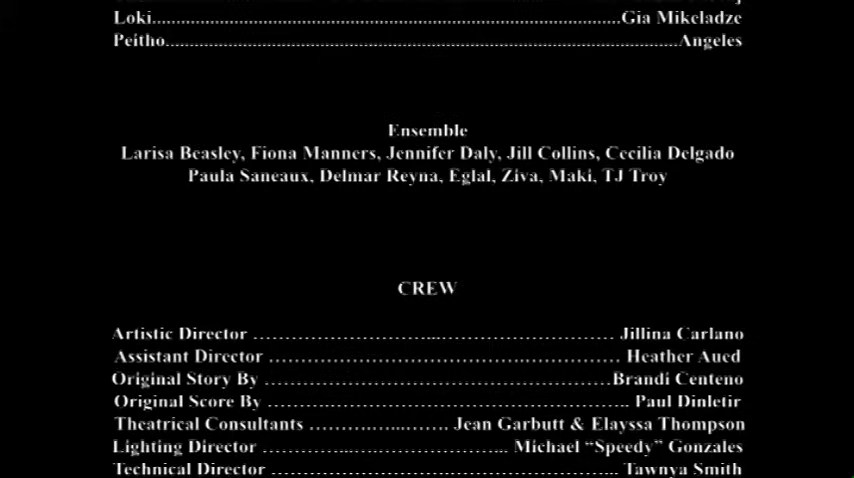 Loki..........................................................................................................Gia Mikeladze
Peitho...............................................................................................................Angeles
Ensemble
Larisa Beasley, Fiona Manners, Jennifer Daly, Jill Collins, Cecilia Delgado
Paula Saneaux, Delmar Reyna, Eglal, Ziva, Maki, TJ Troy
CREW
Artistic Director ………………………...……………………… Jillina Carlano
Assistant Director …………………………………….…………… Heather Aued
Original Story By ………………………………………………… Brandi Centeno
Original Score By ……….………………………………………….. Paul Dinletir
Theatrical Consultants ……….…...……. Jean Garbutt & Elayssa Thompson
Lighting Director …………...……………………... Michael “Speedy” Gonzales
Technical Director ………………………………………………….. Tawnya Smith